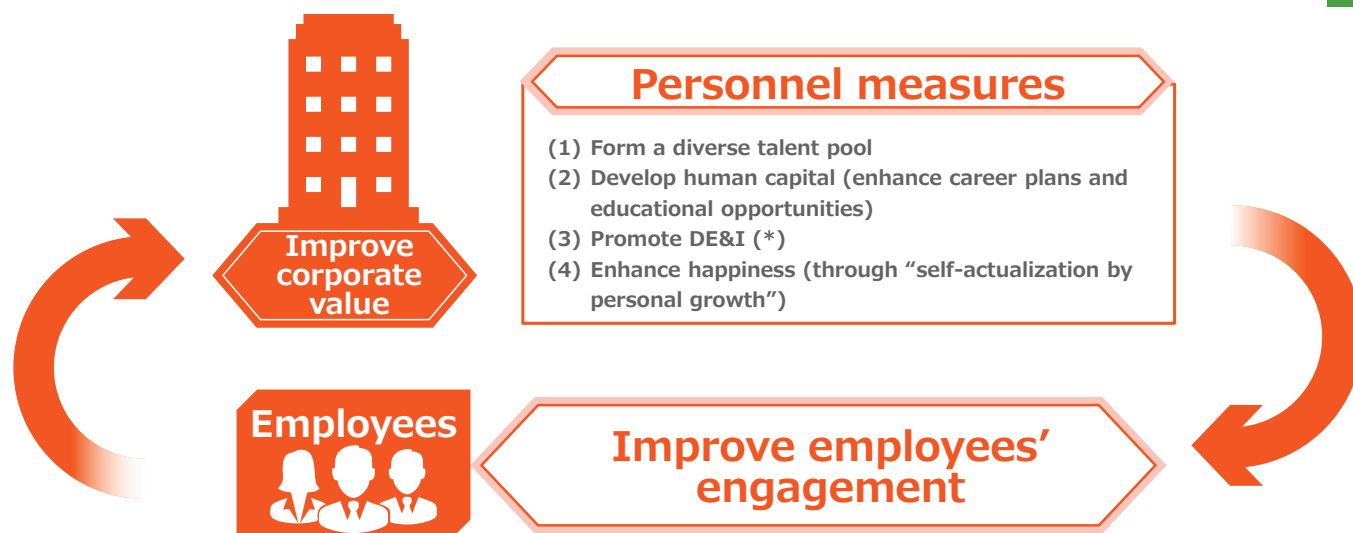 Improve
corporate
value
Personnel measures
(1) Form a diverse talent pool
(2) Develop human capital (enhance career plans and
educational opportunities)
(3) Promote DE&I (*)
(4) Enhance happiness (through “self-actualization by
personal growth”)
Employees
Improve employees’
engagement